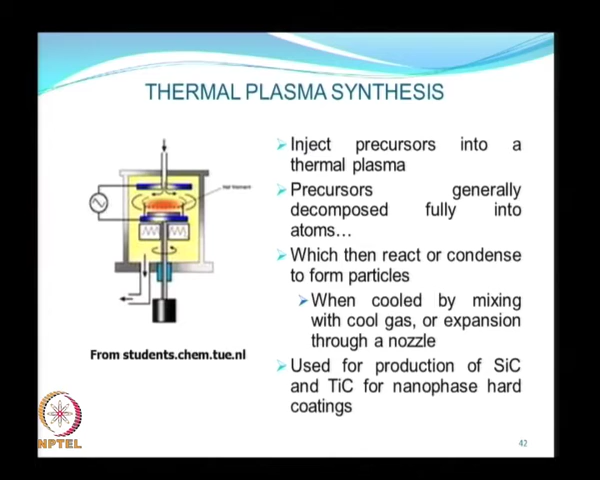 THERMAL PLASMA SYNTHESIS
Inject precursors into a
thermal plasma
Precursors generally
decomposed fully into
atoms…
Which then react or condense
to form particles
When cooled by mixing
with cool gas, or expansion
through a nozzle
Used for production of SiC
and TiC for nanophase hard
coatings
From students.chem.tue.nl
NPTEL
42